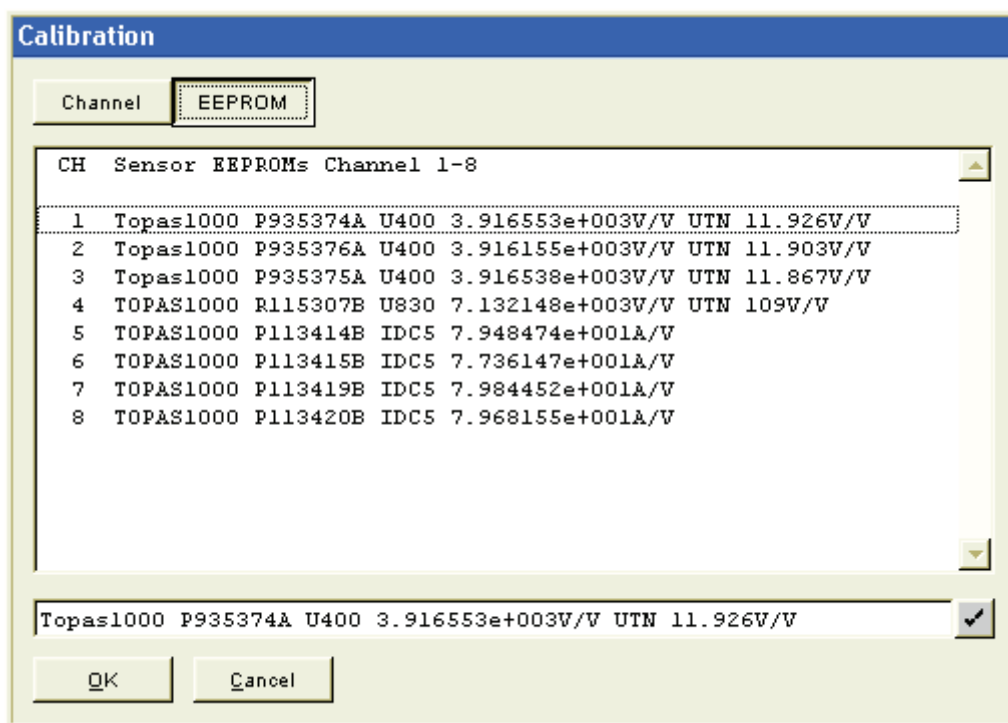 Calibration
Channel EEPROM
CH Sensor EEPROMs Channel 1-8
1 Topas1000 P935374A U400 3.916553e+003V/V UTN 11.926V/V
2 Topas1000 P935376A U400 3.916155e+003V/V UTN 11.903V/V
3 Topas1000 P935375A U400 3.916538e+003V/V UTN 11.867V/V
4 TOPAS1000 R115307B U830 7.132148e+003V/V UTN 109V/V
5 TOPAS1000 P113414B IDC5 7.948474e+001A/V
6 TOPAS1000 P113415B IDC5 7.736147e+001A/V
7 TOPAS1000 P113419B IDC5 7.984452e+001A/V
8 TOPAS1000 P113420B IDC5 7.968155e+001A/V
Topas1000 P935374A U400 3.916553e+003V/V UTN 11.926V/V
OK Cancel